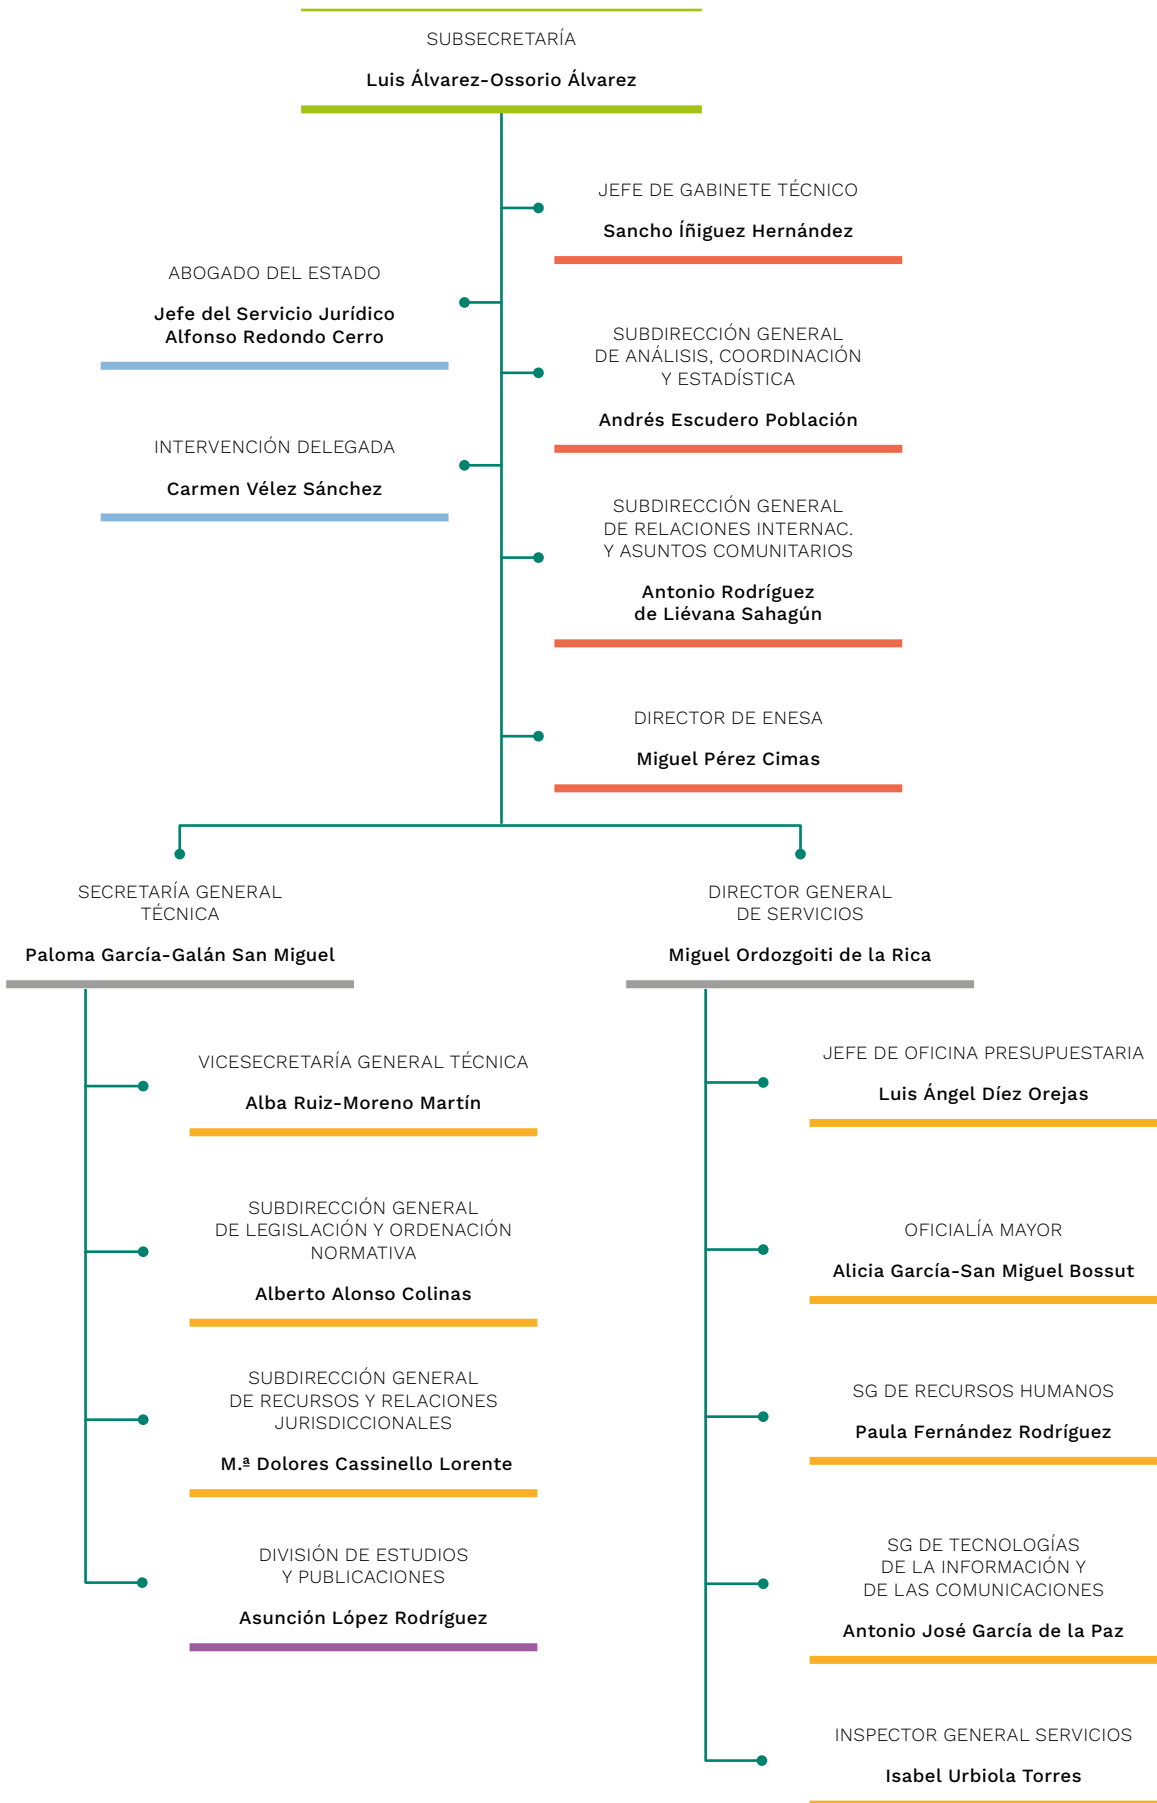 SUBSECRETARÍA
Luis Álvarez-Ossorio Álvarez
JEFE DE GABINETE TÉCNICO
Sancho Íñiguez Hernández
ABOGADO DEL ESTADO
Jefe del Servicio Jurídico
Alfonso Redondo Cerro
SUBDIRECCIÓN GENERAL
DE ANÁLISIS, COORDINACIÓN
Y ESTADÍSTICA
Andrés Escudero Población
INTERVENCIÓN DELEGADA
Carmen Vélez Sánchez
SUBDIRECCIÓN GENERAL
DE RELACIONES INTERNAC.
Y ASUNTOS COMUNITARIOS
Antonio Rodríguez
de Liévana Sahagún
DIRECTOR DE ENESA
Miguel Pérez Cimas
SECRETARÍA GENERAL
TÉCNICA
Paloma García-Galán San Miguel
VICESECRETARÍA GENERAL TÉCNICA
Alba Ruiz-Moreno Martín
SUBDIRECCIÓN GENERAL
DE LEGISLACIÓN Y ORDENACIÓN
NORMATIVA
Alberto Alonso Colinas
SUBDIRECCIÓN GENERAL
DE RECURSOS Y RELACIONES
JURISDICCIONALES
M.ª Dolores Cassinello Lorente
DIVISIÓN DE ESTUDIOS
Y PUBLICACIONES
Asunción López Rodríguez
DIRECTOR GENERAL
DE SERVICIOS
Miguel Ordozgoiti de la Rica
JEFE DE OFICINA PRESUPUESTARIA
Luis Ángel Díez Orejas
OFICIALÍA MAYOR
Alicia García-San Miguel Bossut
SG DE RECURSOS HUMANOS
Paula Fernández Rodríguez
SG DE TECNOLOGÍAS
DE LA INFORMACIÓN Y
DE LAS COMUNICACIONES
Antonio José García de la Paz
INSPECTOR GENERAL SERVICIOS
Isabel Urbiola Torres